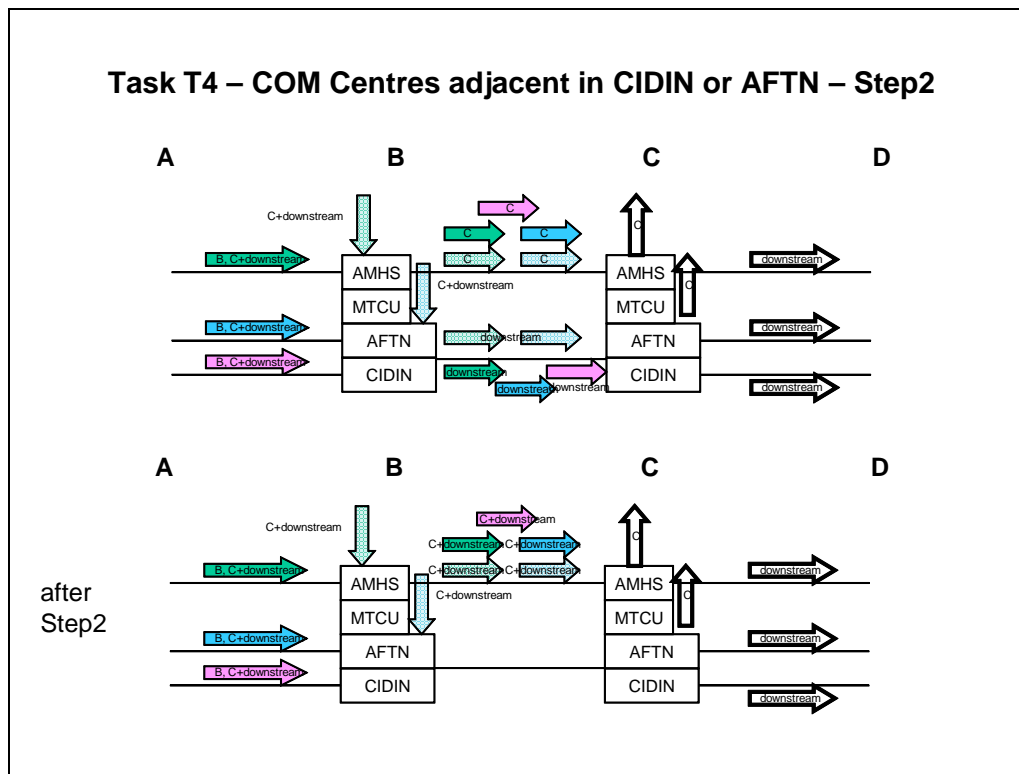 Task T4 – COM Centres adjacent in CIDIN or AFTN – Step2
A B C D
C+downstream
C
C
C
C
C
C
B, C+downstream
AMHS
C+downstream
AMHS
C
downstream
MTCU
MTCU
B, C+downstream
AFTN
downstream
AFTN
downstream
B, C+downstream
CIDIN
downstream
downstream
downstream
CIDIN
downstream
A B C D
C+downstream
C+downstream
C
C+downstream
C+downstream
C+downstream
C+downstream
B, C+downstream
AMHS
C+downstream
AMHS
C
downstream
after
Step2
MTCU
MTCU
B, C+downstream
AFTN
AFTN
downstream
B, C+downstream
CIDIN
CIDIN
downstream